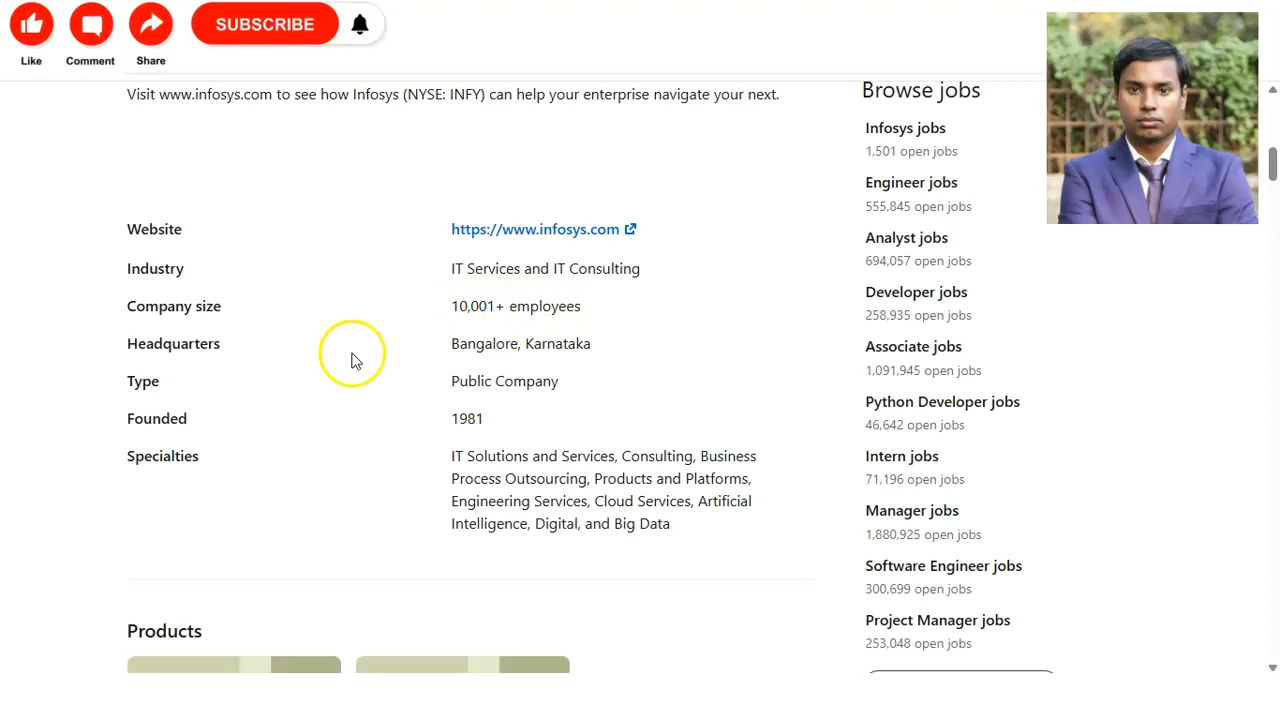 SUBSCRIBE
Like
Comment
Share
Visit www.infosys.com to see how Infosys (NYSE: INFY) can help your enterprise navigate your next.
Website
https://www.infosys.com
Industry
IT Services and IT Consulting
Company size
10,001+ employees
Headquarters
Bangalore, Karnataka
Type
Public Company
Founded
1981
Specialties
IT Solutions and Services, Consulting, Business
Process Outsourcing, Products and Platforms,
Engineering Services, Cloud Services, Artificial
Intelligence, Digital, and Big Data
Products
Browse jobs
Infosys jobs
1,501 open jobs
Engineer jobs
555,845 open jobs
Analyst jobs
694,057 open jobs
Developer jobs
258,935 open jobs
Associate jobs
1,091,945 open jobs
Python Developer jobs
46,642 open jobs
Intern jobs
71,196 open jobs
Manager jobs
1,880,925 open jobs
Software Engineer jobs
300,699 open jobs
Project Manager jobs
253,048 open jobs